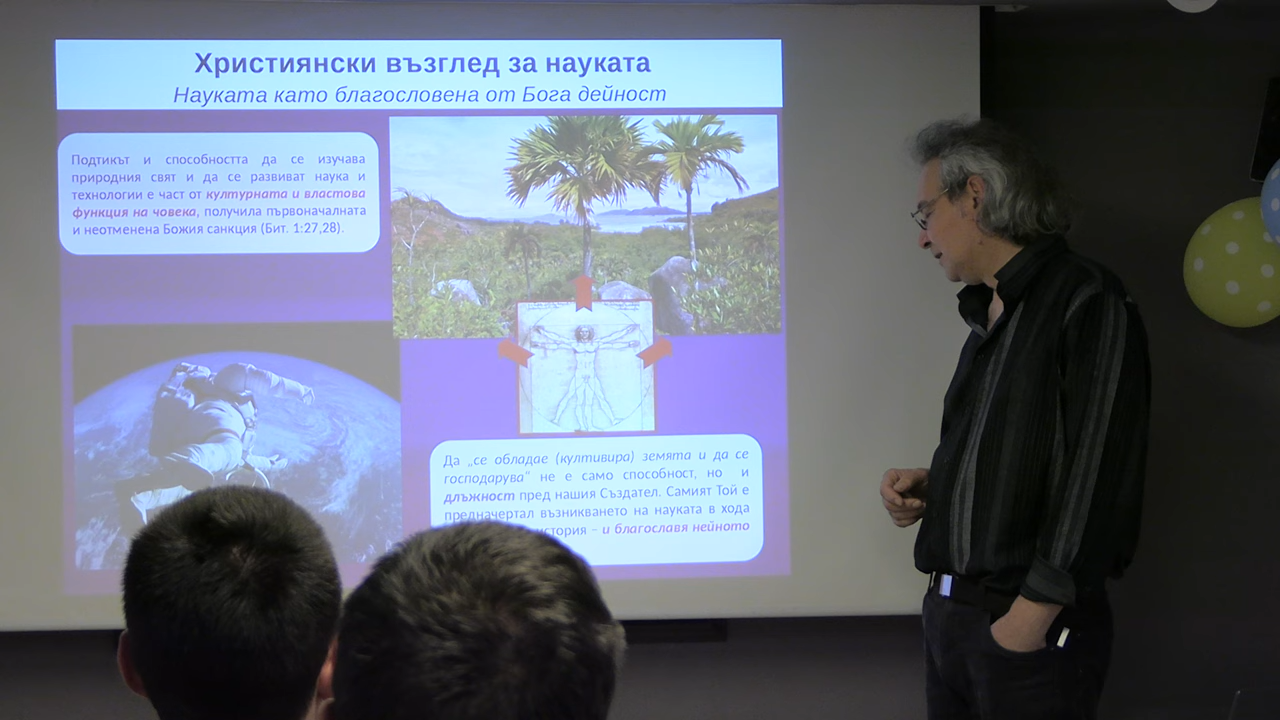 Християнски възглед за науката
Науката като благословена от Бога дейност
Подтикът и способността да се изучава
природния свят и да се развиват наука и
технологии е част от културната и властова
функция на човека, получила първоначалната
и неотменена Божия санкция (Бит. 1:27,28).
Да „се обладае (култивира) земята и да се
господарува" не е само способност, но и
длъжност пред нашия Създател. Самият Той е
предначертал възникването на науката в хода
история – и благославя нейното